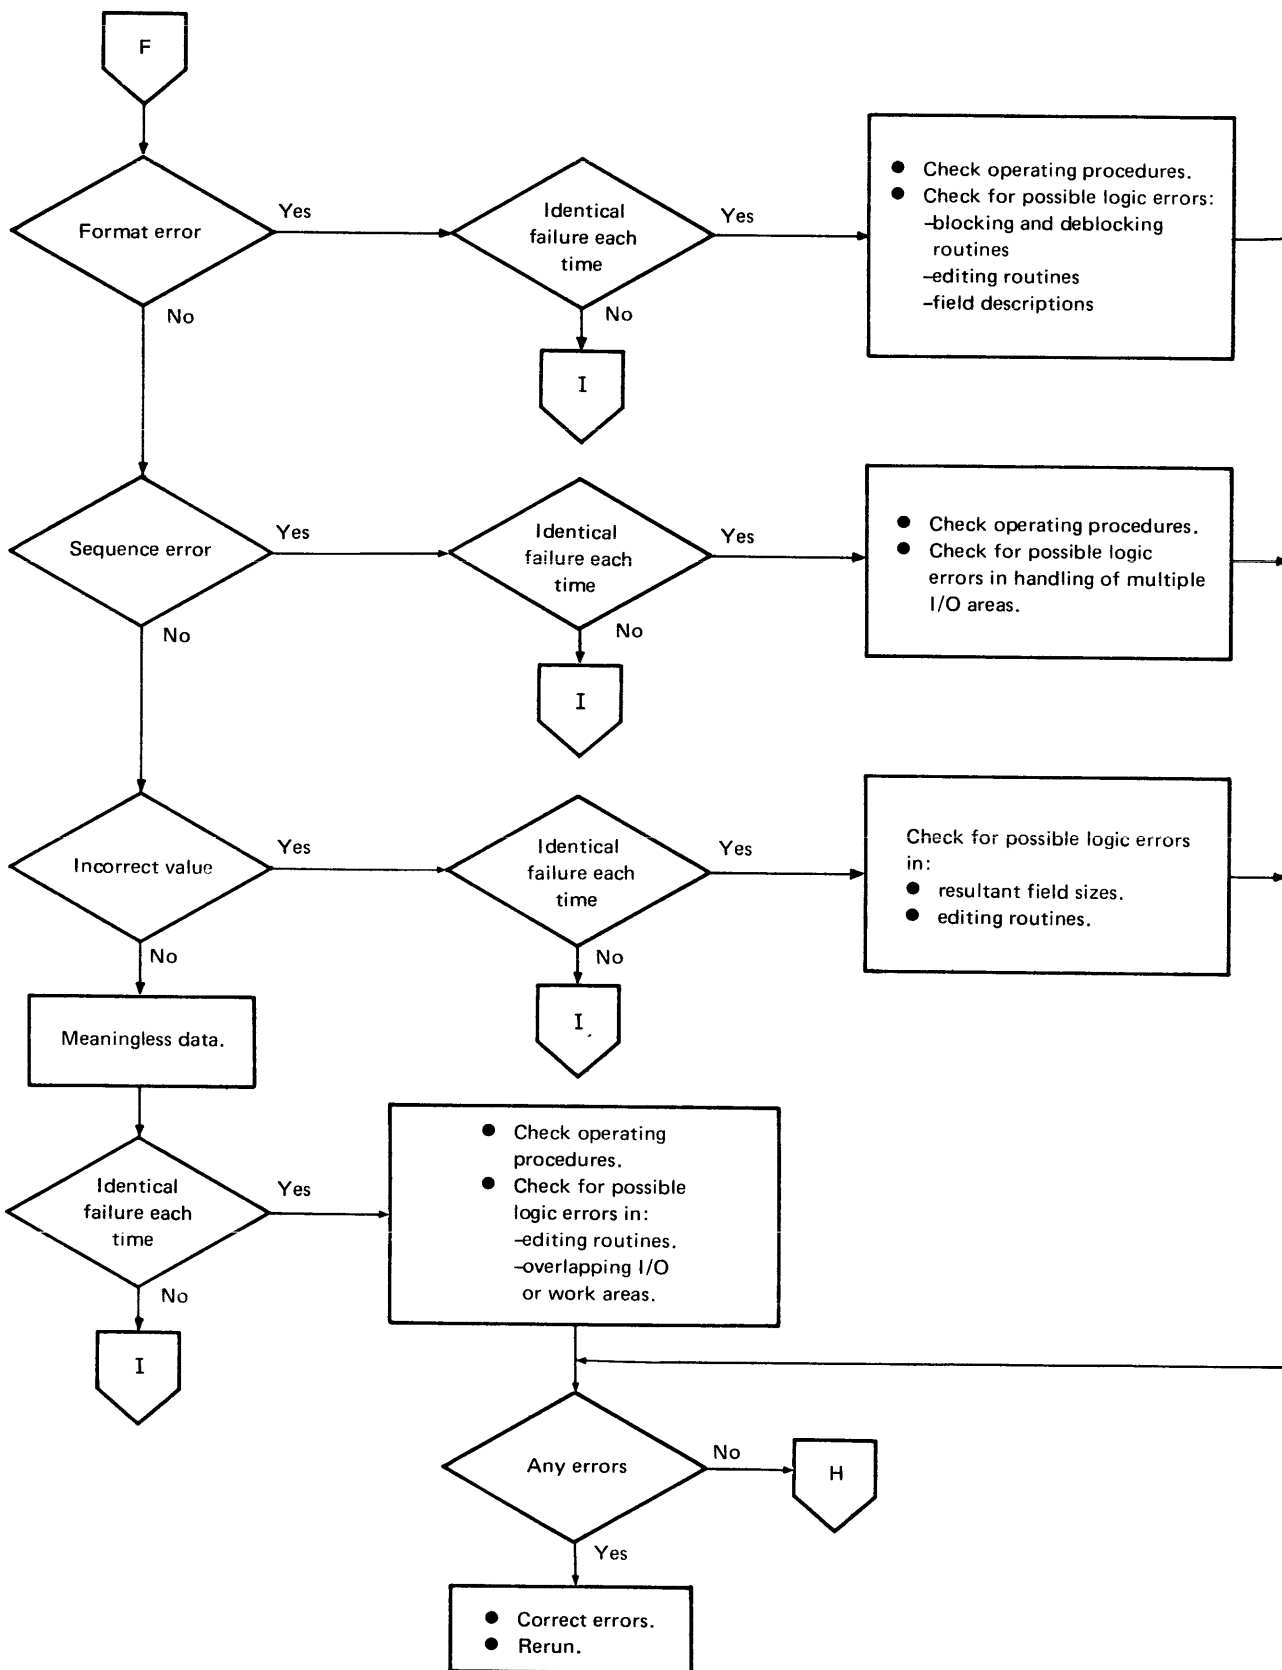 F
Format error
Yes
Identical
failure each
time
Yes
● Check operating procedures.
● Check for possible logic errors:
–blocking and deblocking
routines
–editing routines
–field descriptions
No
No
I
Sequence error
Yes
Identical
failure each
time
Yes
● Check operating procedures.
● Check for possible logic
errors in handling of multiple
I/O areas.
No
No
I
Incorrect value
Yes
Identical
failure each
time
Yes
Check for possible logic errors
in:
● resultant field sizes.
● editing routines.
No
No
I
Meaningless data.
Identical
failure each
time
Yes
● Check operating
procedures.
● Check for possible
logic errors in:
–editing routines.
–overlapping I/O
or work areas.
No
I
Any errors
No
H
Yes
● Correct errors.
● Rerun.